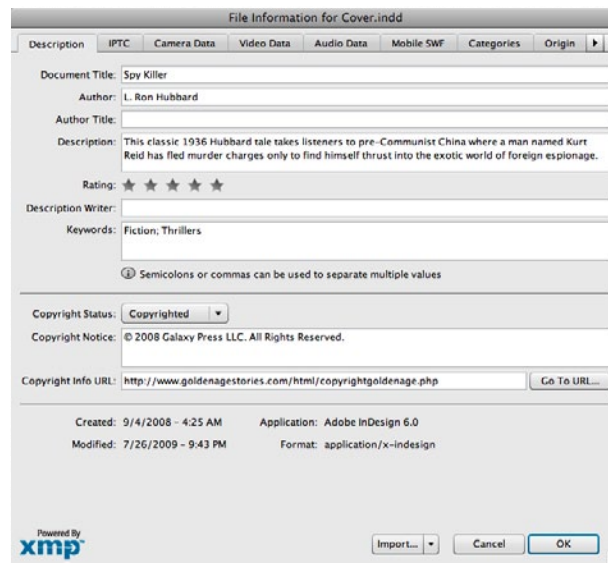 File Information for Cover.indd
Description IPTC Camera Data Video Data Audio Data Mobile SWF Categories Origin
Document Title: Spy Killer
Author: L. Ron Hubbard
Author Title:
Description: This classic 1936 Hubbard tale takes listeners to pre-Communist China where a man named Kurt
Reid has fled murder charges only to find himself thrust into the exotic world of foreign espionage.
Rating:
Description Writer:
Keywords: Fiction; Thrillers
Semicolons or commas can be used to separate multiple values
Copyright Status: Copyrighted
Copyright Notice: © 2008 Galaxy Press LLC. All Rights Reserved.
Copyright Info URL: http://www.goldenagestories.com/html/copyrightgoldenage.php Go To URL...
Created: 9/4/2008 - 4:25 AM Application: Adobe InDesign 6.0
Modified: 7/26/2009 - 9:43 PM Format: application/x-indesign
Powered By
xmp
Import... Cancel OK